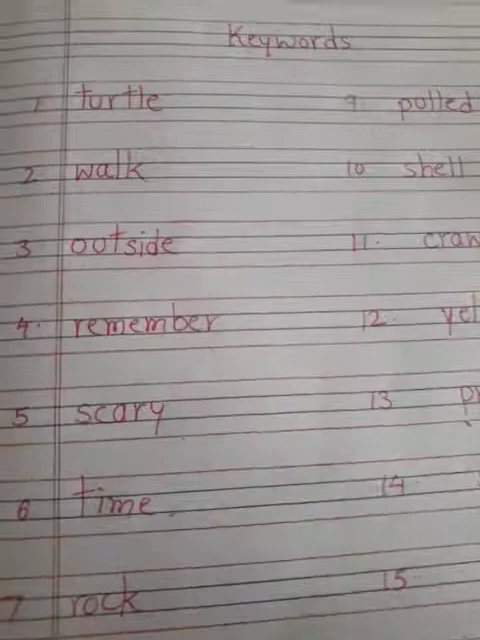 Keywords
1 turtle
2 walk
3 outside
4. remember
5 scary
6 time
7 rock
9 pulled
10 shell
11.
12.
13
14
15